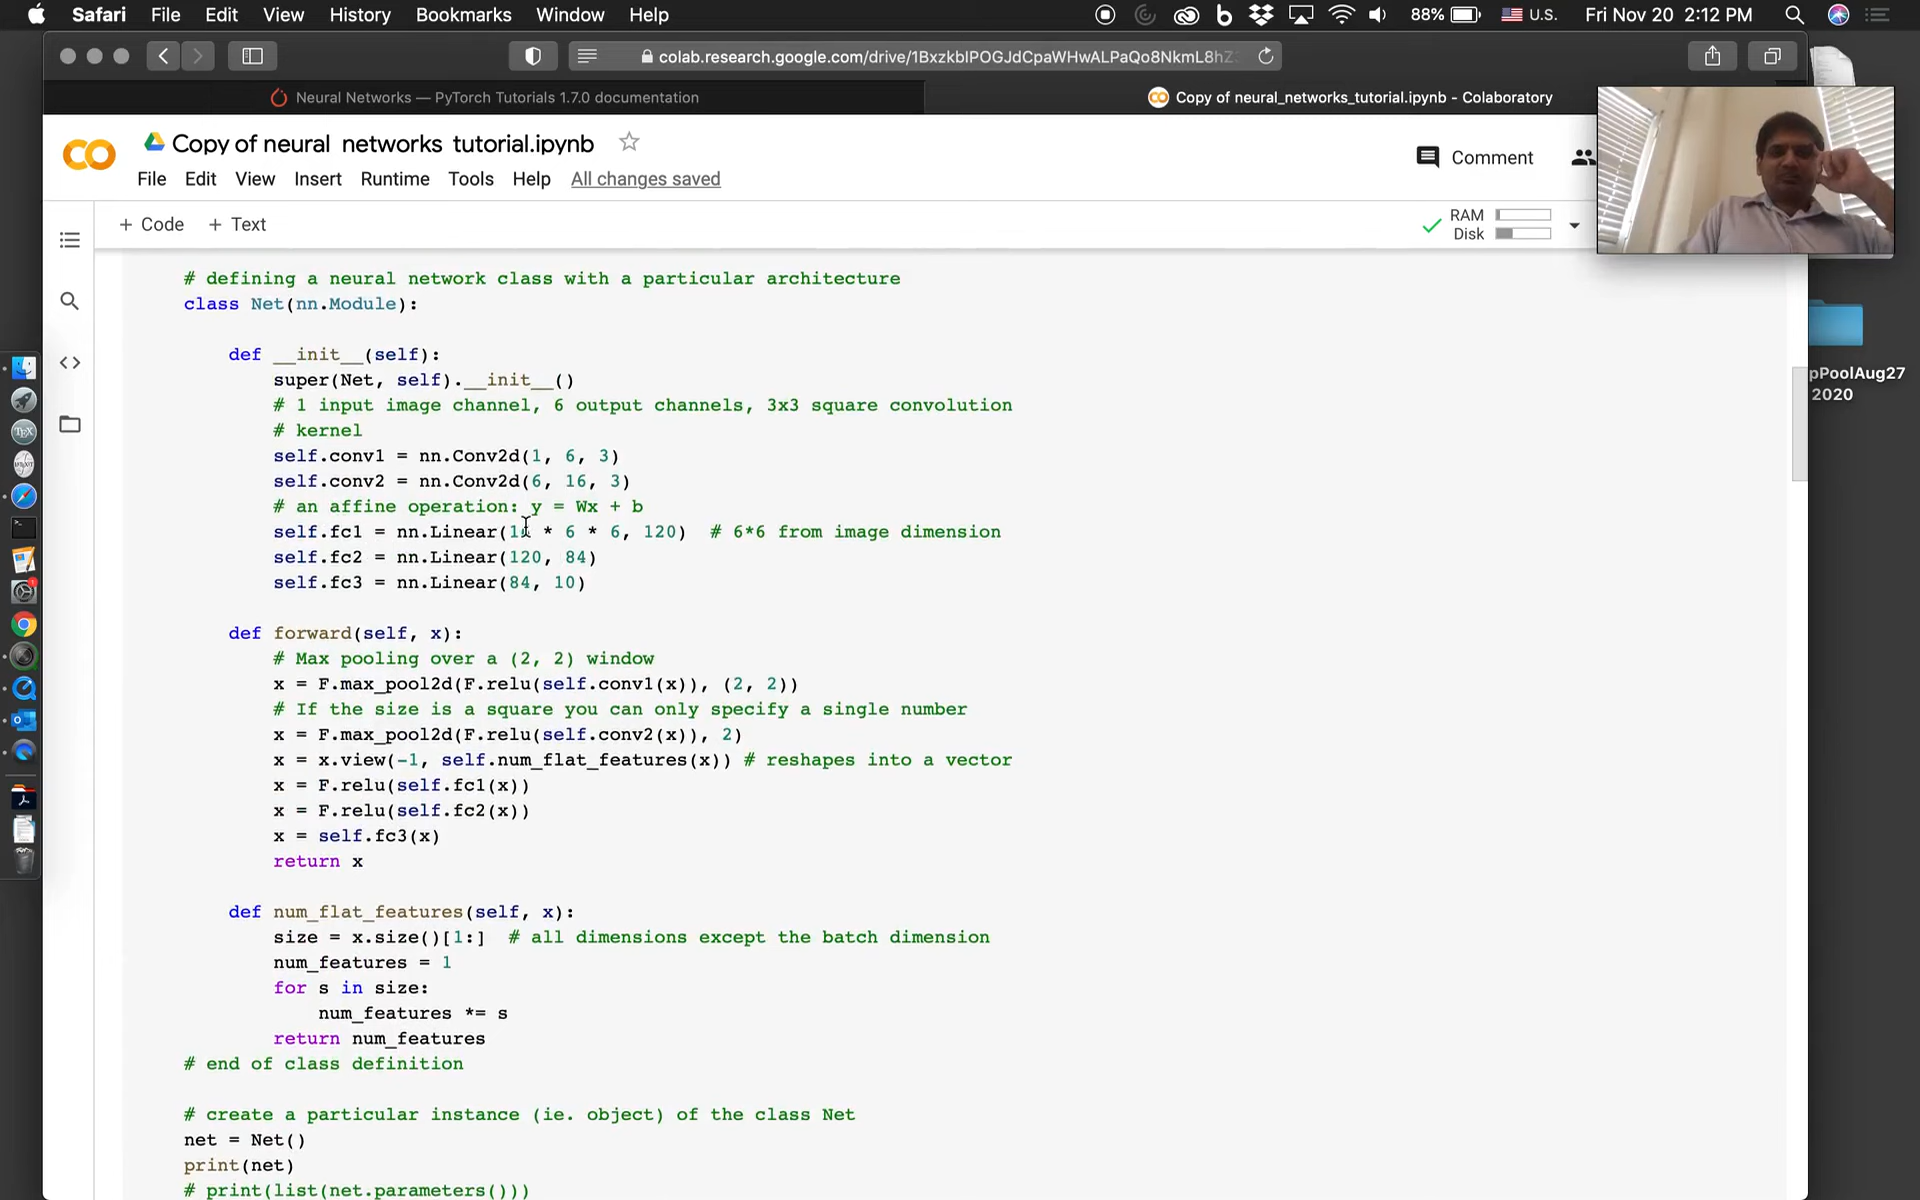 Safari File Edit View History Bookmarks Window Help 88% U.S. Fri Nov 20 2:12 PM
colab.research.google.com/drive/1BxzkbIPOGJdCpaWHwALPaQo8NkmL8hZ
Neural Networks — PyTorch Tutorials 1.7.0 documentation
Copy of neural_networks_tutorial.ipynb - Colaboratory
Copy of neural_networks_tutorial.ipynb
Comment
File Edit View Insert Runtime Tools Help All changes saved
+ Code + Text
RAM
Disk
# defining a neural network class with a particular architecture
class Net(nn.Module):
def __init__(self):
super(Net, self).__init__()
# 1 input image channel, 6 output channels, 3x3 square convolution
# kernel
self.conv1 = nn.Conv2d(1, 6, 3)
self.conv2 = nn.Conv2d(6, 16, 3)
# an affine operation: y = Wx + b
self.fc1 = nn.Linear(16 * 6 * 6, 120)  # 6*6 from image dimension
self.fc2 = nn.Linear(120, 84)
self.fc3 = nn.Linear(84, 10)
def forward(self, x):
# Max pooling over a (2, 2) window
x = F.max_pool2d(F.relu(self.conv1(x)), (2, 2))
# If the size is a square you can only specify a single number
x = F.max_pool2d(F.relu(self.conv2(x)), 2)
x = x.view(-1, self.num_flat_features(x)) # reshapes into a vector
x = F.relu(self.fc1(x))
x = F.relu(self.fc2(x))
x = self.fc3(x)
return x
def num_flat_features(self, x):
size = x.size()[1:]  # all dimensions except the batch dimension
num_features = 1
for s in size:
num_features *= s
return num_features
# end of class definition
# create a particular instance (ie. object) of the class Net
net = Net()
print(net)
# print(list(net.parameters()))
pPoolAug27
2020